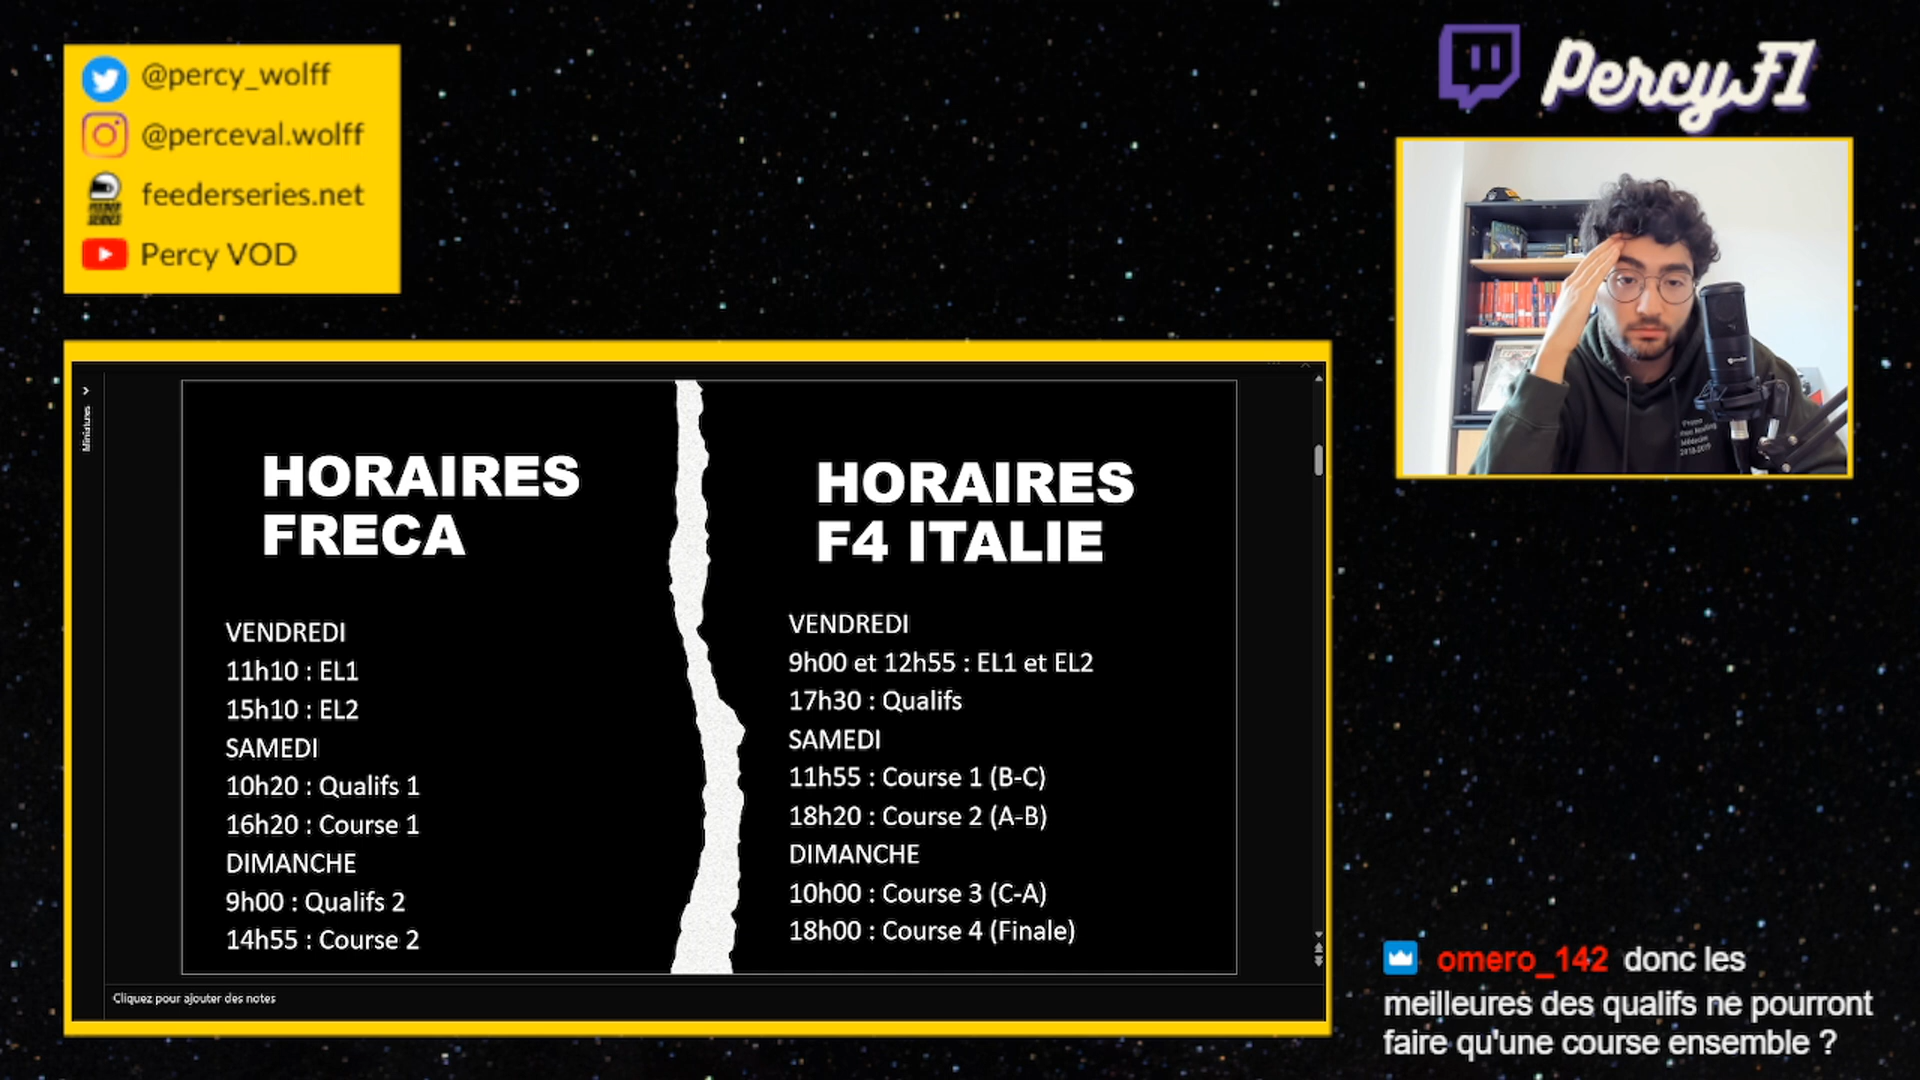 @percy_wolff
@perceval.wolff
feederseries.net
Percy VOD
PercyF1
Miniatures
HORAIRES
FRECA
VENDREDI
11h10 : EL1
15h10 : EL2
SAMEDI
10h20 : Qualifs 1
16h20 : Course 1
DIMANCHE
9h00 : Qualifs 2
14h55 : Course 2
HORAIRES
F4 ITALIE
VENDREDI
9h00 et 12h55 : EL1 et EL2
17h30 : Qualifs
SAMEDI
11h55 : Course 1 (B-C)
18h20 : Course 2 (A-B)
DIMANCHE
10h00 : Course 3 (C-A)
18h00 : Course 4 (Finale)
Cliquez pour ajouter des notes
omero_142 donc les
meilleures des qualifs ne pourront
faire qu'une course ensemble ?